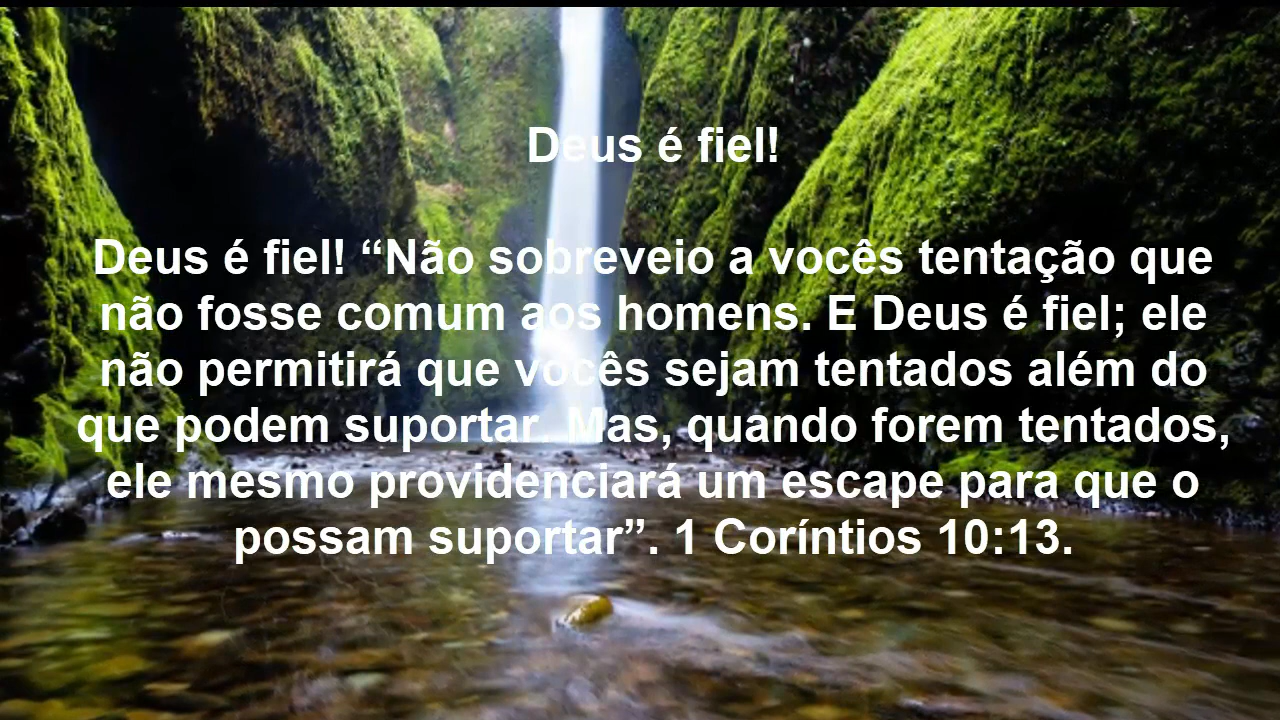 Deus é fiel!
Deus é fiel! “Não sobreveio a vocês tentação que
não fosse comum aos homens. E Deus é fiel; ele
não permitirá que vocês sejam tentados além do
que podem suportar. Mas, quando forem tentados,
ele mesmo providenciará um escape para que o
possam suportar”. 1 Coríntios 10:13.